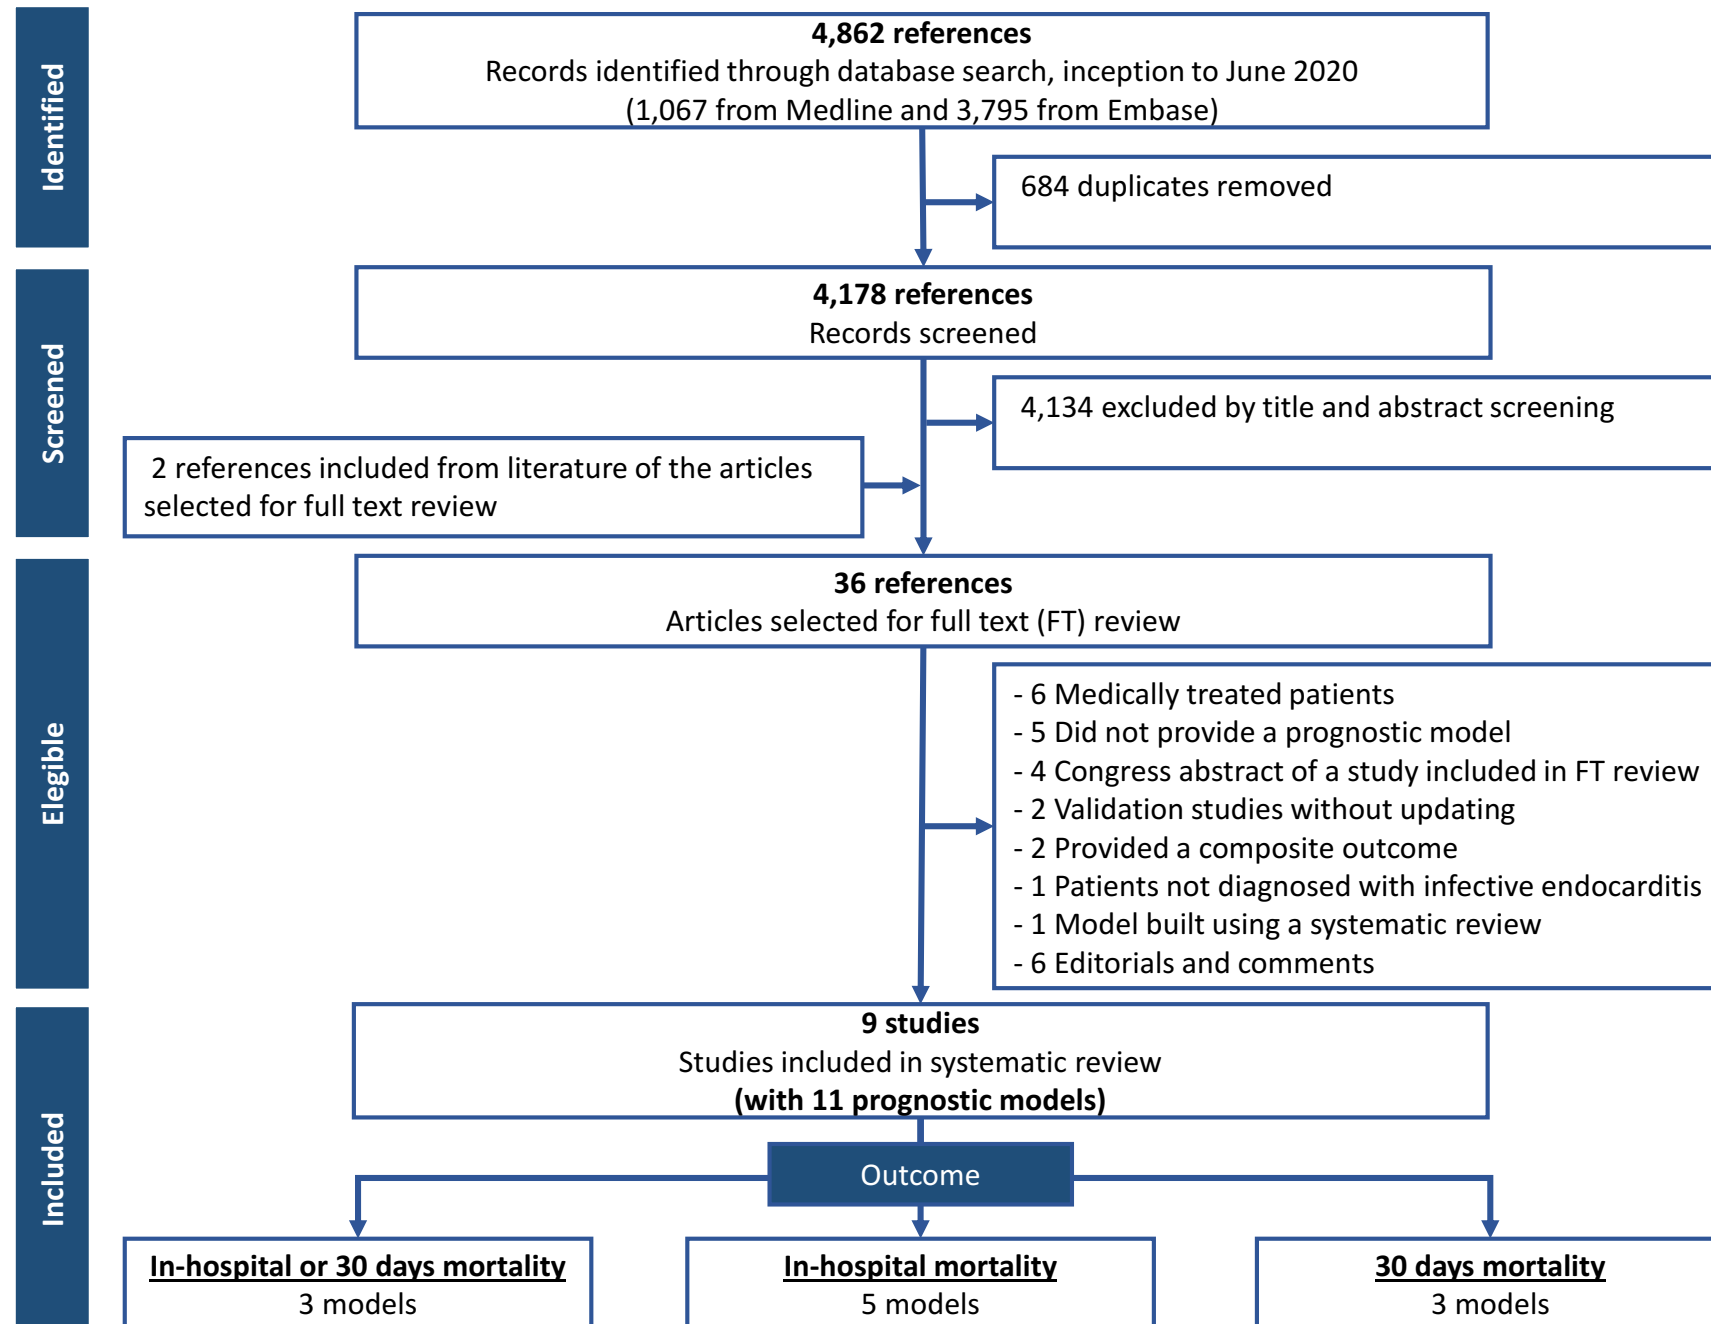 Identified
4,862 references
Records identified through database search, inception to June 2020
(1,067 from Medline and 3,795 from Embase)
684 duplicates removed
Screened
4,178 references
Records screened
4,134 excluded by title and abstract screening
2 references included from literature of the articles
selected for full text review
Elegible
36 references
Articles selected for full text (FT) review
- 6 Medically treated patients
- 5 Did not provide a prognostic model
- 4 Congress abstract of a study included in FT review
- 2 Validation studies without updating
- 2 Provided a composite outcome
- 1 Patients not diagnosed with infective endocarditis
- 1 Model built using a systematic review
- 6 Editorials and comments
Included
9 studies
Studies included in systematic review
(with 11 prognostic models)
Outcome
In-hospital or 30 days mortality
3 models
In-hospital mortality
5 models
30 days mortality
3 models